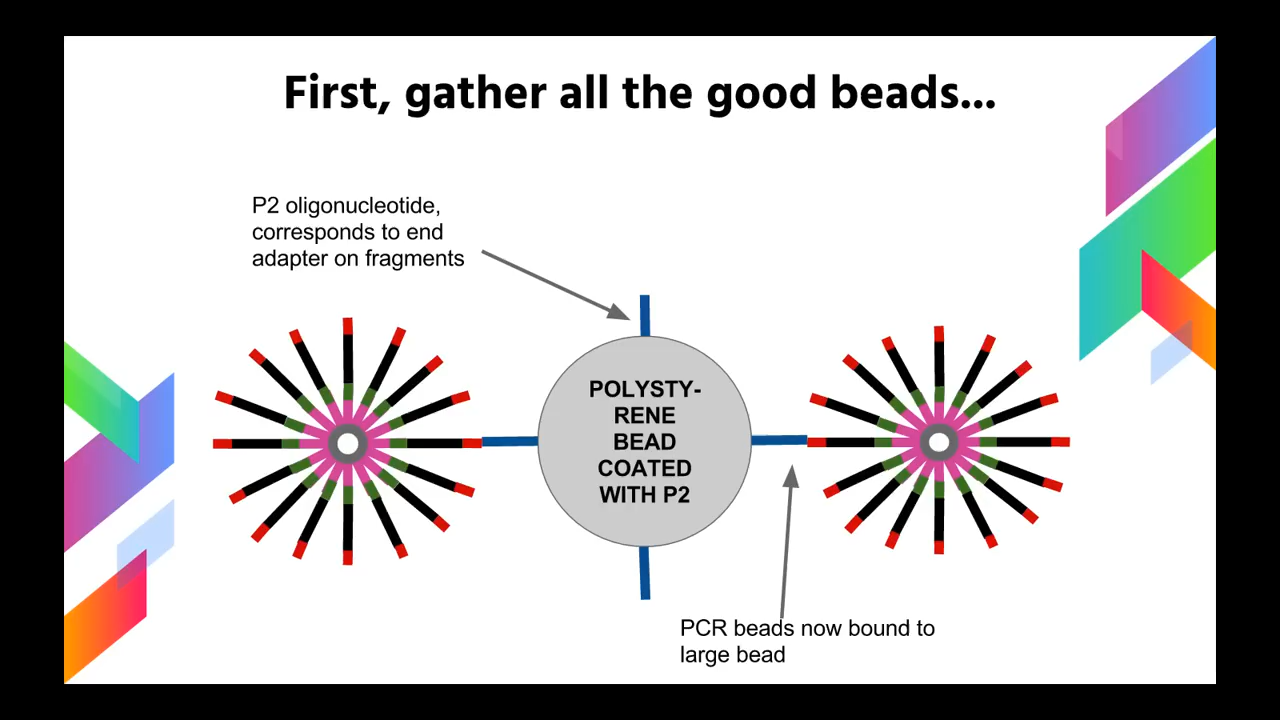 First, gather all the good beads...
P2 oligonucleotide,
corresponds to end
adapter on fragments
POLYSTY-
RENE
BEAD
COATED
WITH P2
PCR beads now bound to
large bead